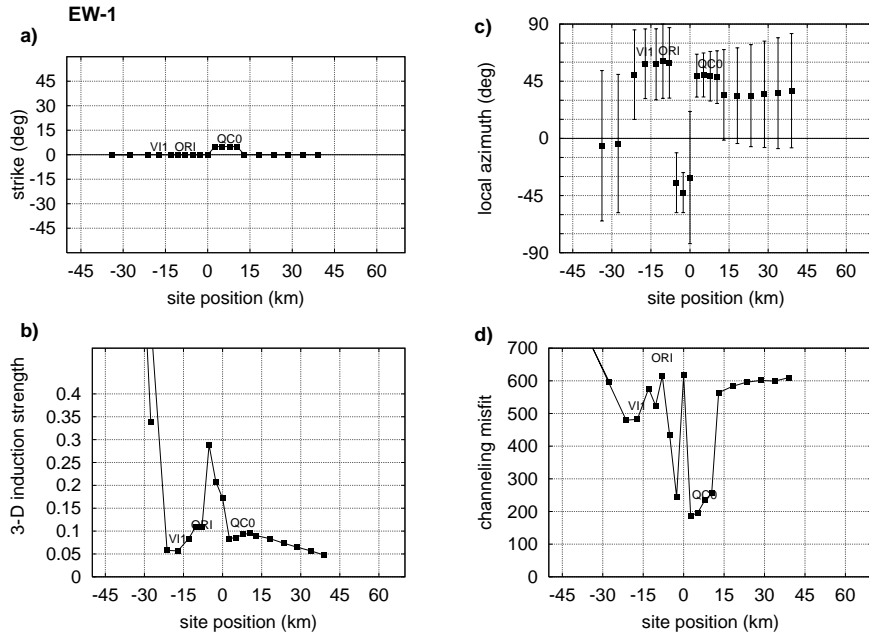 EW-1
a)
60
45
30
15
0
-15
-30
-45
strike (deg)
VI1 ORI QC0
-45 -30 -15 0 15 30 45 60
site position (km)
c)
90
45
0
-45
-90
local azimuth (deg)
VI1 ORI QC0
-45 -30 -15 0 15 30 45 60
site position (km)
b)
0.4
0.35
0.3
0.25
0.2
0.15
0.1
0.05
0
3-D induction strength
VI1 ORI QC0
-45 -30 -15 0 15 30 45 60
site position (km)
d)
700
600
500
400
300
200
100
0
channeling misfit
ORI
VI1
QC0
-45 -30 -15 0 15 30 45 60
site position (km)